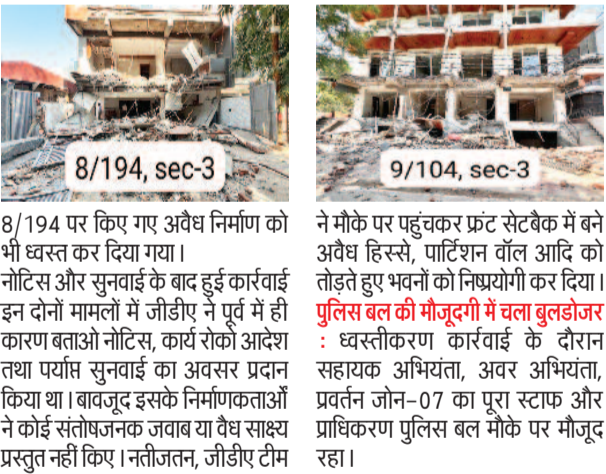 8/194, sec-3
8/194 पर किए गए अवैध निर्माण को
भी ध्वस्त कर दिया गया।
नोटिस और सुनवाई के बाद हुई कार्रवाई
इन दोनों मामलों में जीडीए ने पूर्व में ही
कारण बताओ नोटिस, कार्य रोको आदेश
तथा पर्याप्त सुनवाई का अवसर प्रदान
किया था। बावजूद इसके निर्माणकर्ताओं
ने कोई संतोषजनक जवाब या वैध साक्ष्य
प्रस्तुत नहीं किए। नतीजतन, जीडीए टीम
9/104, sec-3
ने मौके पर पहुंचकर फ्रंट सेटबैक में बने
अवैध हिस्से, पार्टिशन वॉल आदि को
तोड़ते हुए भवनों को निष्प्रयोगी कर दिया।
पुलिस बल की मौजूदगी में चला बुलडोजर
: ध्वस्तीकरण कार्रवाई के दौरान
सहायक अभियंता, अवर अभियंता,
प्रवर्तन जोन-07 का पूरा स्टाफ और
प्राधिकरण पुलिस बल मौके पर मौजूद
रहा।